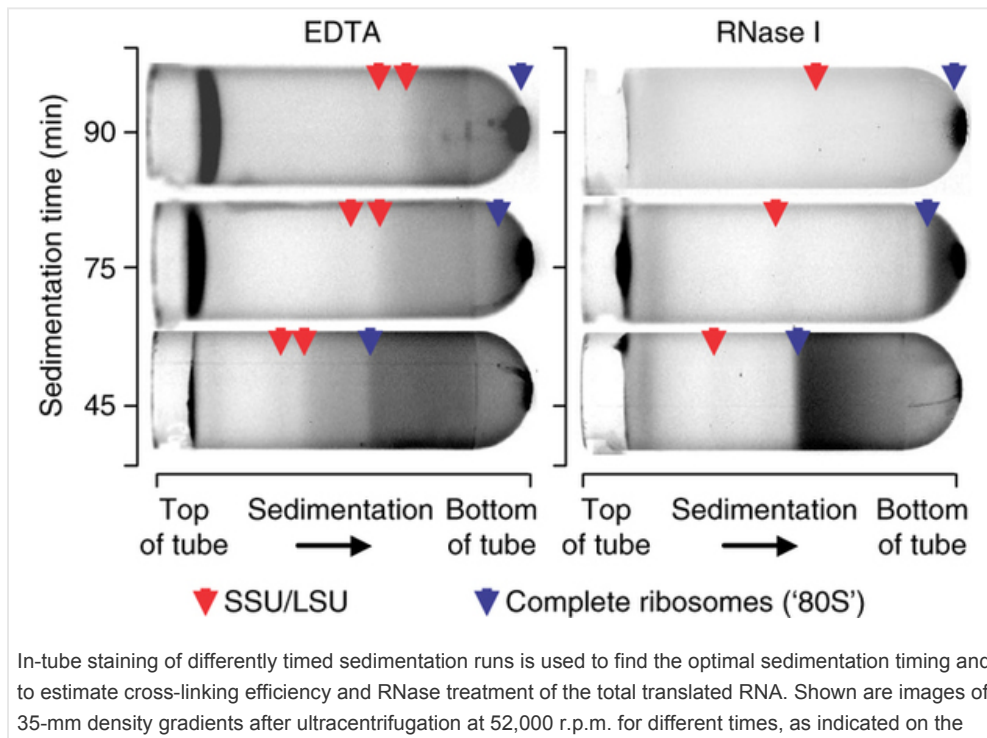 EDTA RNase I
Sedimentation time (min)
90
75
45
Top Sedimentation Bottom Top Sedimentation Bottom
of tube of tube of tube of tube
SSU/LSU Complete ribosomes (‘80S’)
In-tube staining of differently timed sedimentation runs is used to find the optimal sedimentation timing and
to estimate cross-linking efficiency and RNase treatment of the total translated RNA. Shown are images of
35-mm density gradients after ultracentrifugation at 52,000 r.p.m. for different times, as indicated on the